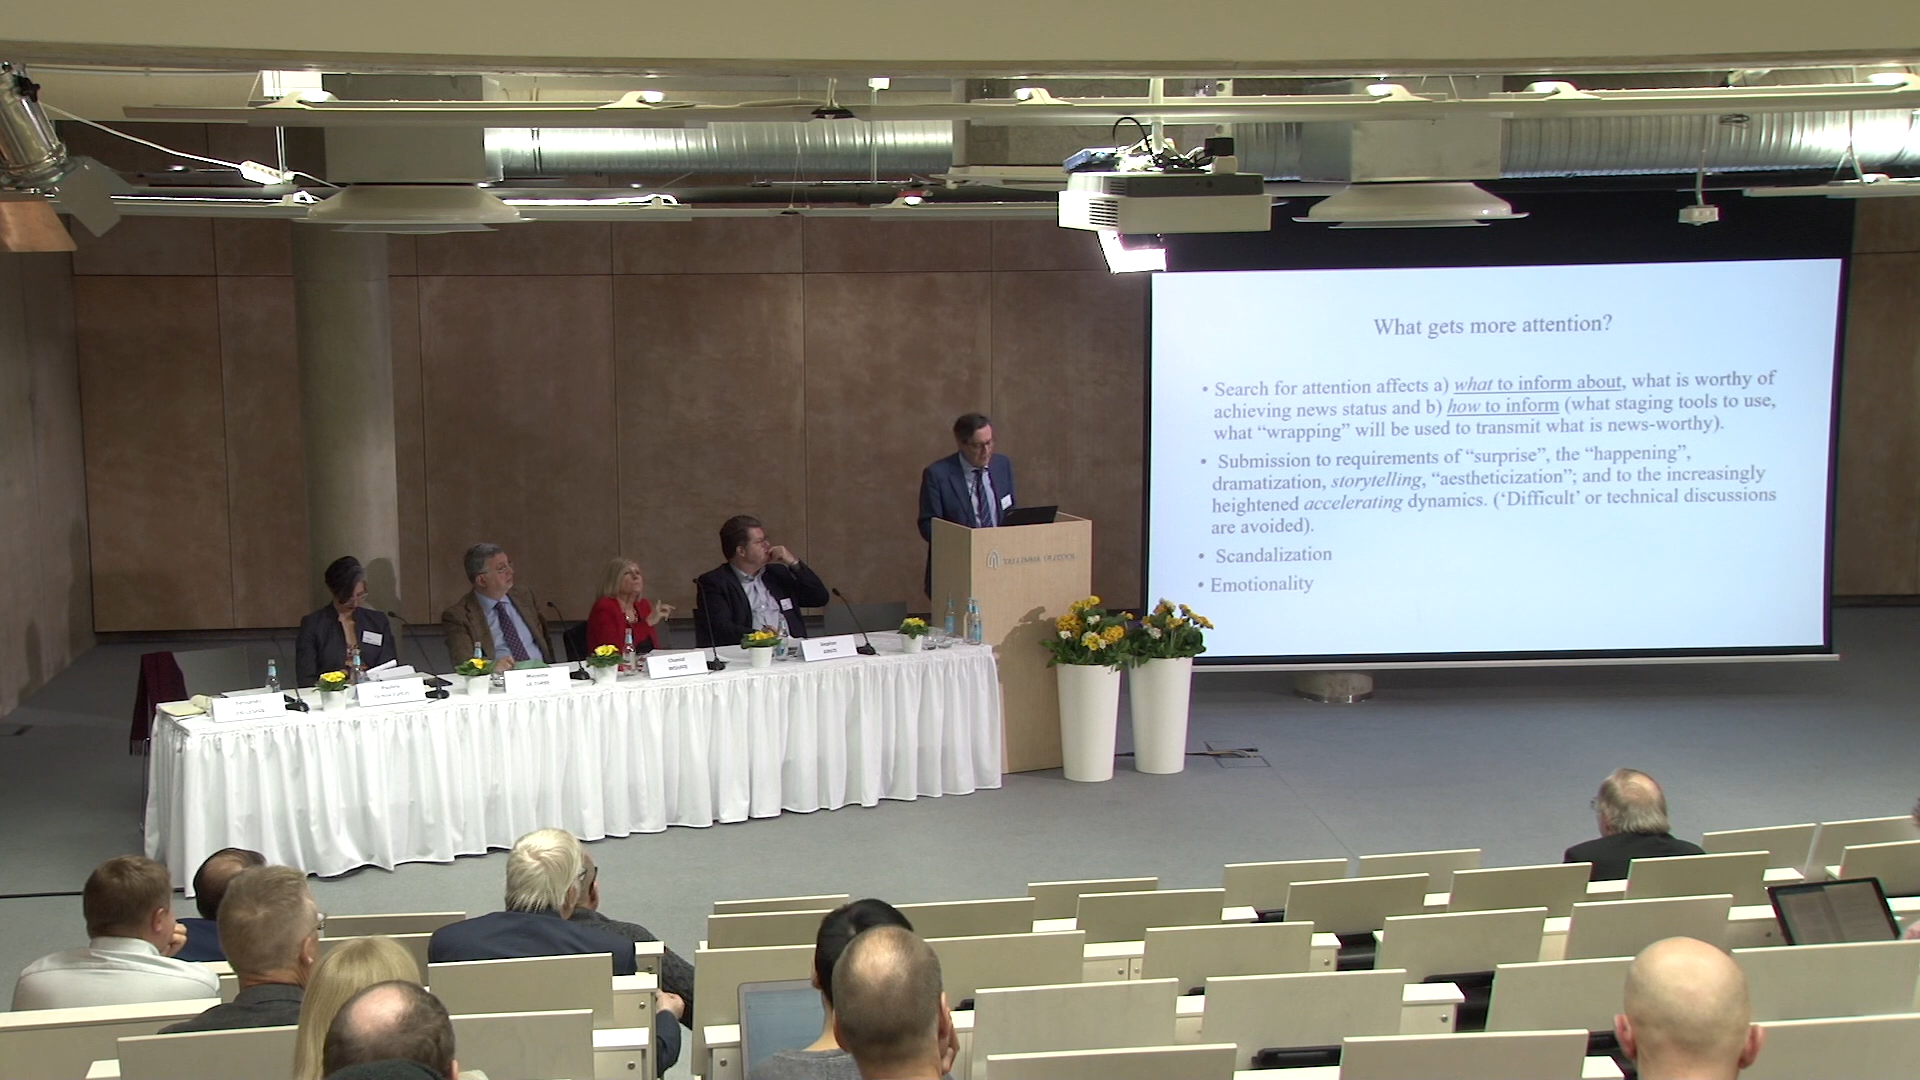 What gets more attention?
• Search for attention affects a) what to inform about, what is worthy of
achieving news status and b) how to inform (what staging tools to use,
what “wrapping” will be used to transmit what is news-worthy).
• Submission to requirements of “surprise”, the “happening”,
dramatization, storytelling, “aestheticization”; and to the increasingly
heightened accelerating dynamics. (‘Difficult’ or technical discussions
are avoided).
• Scandalization
• Emotionality
TALLINNA ÜLIKOOL
Chantal